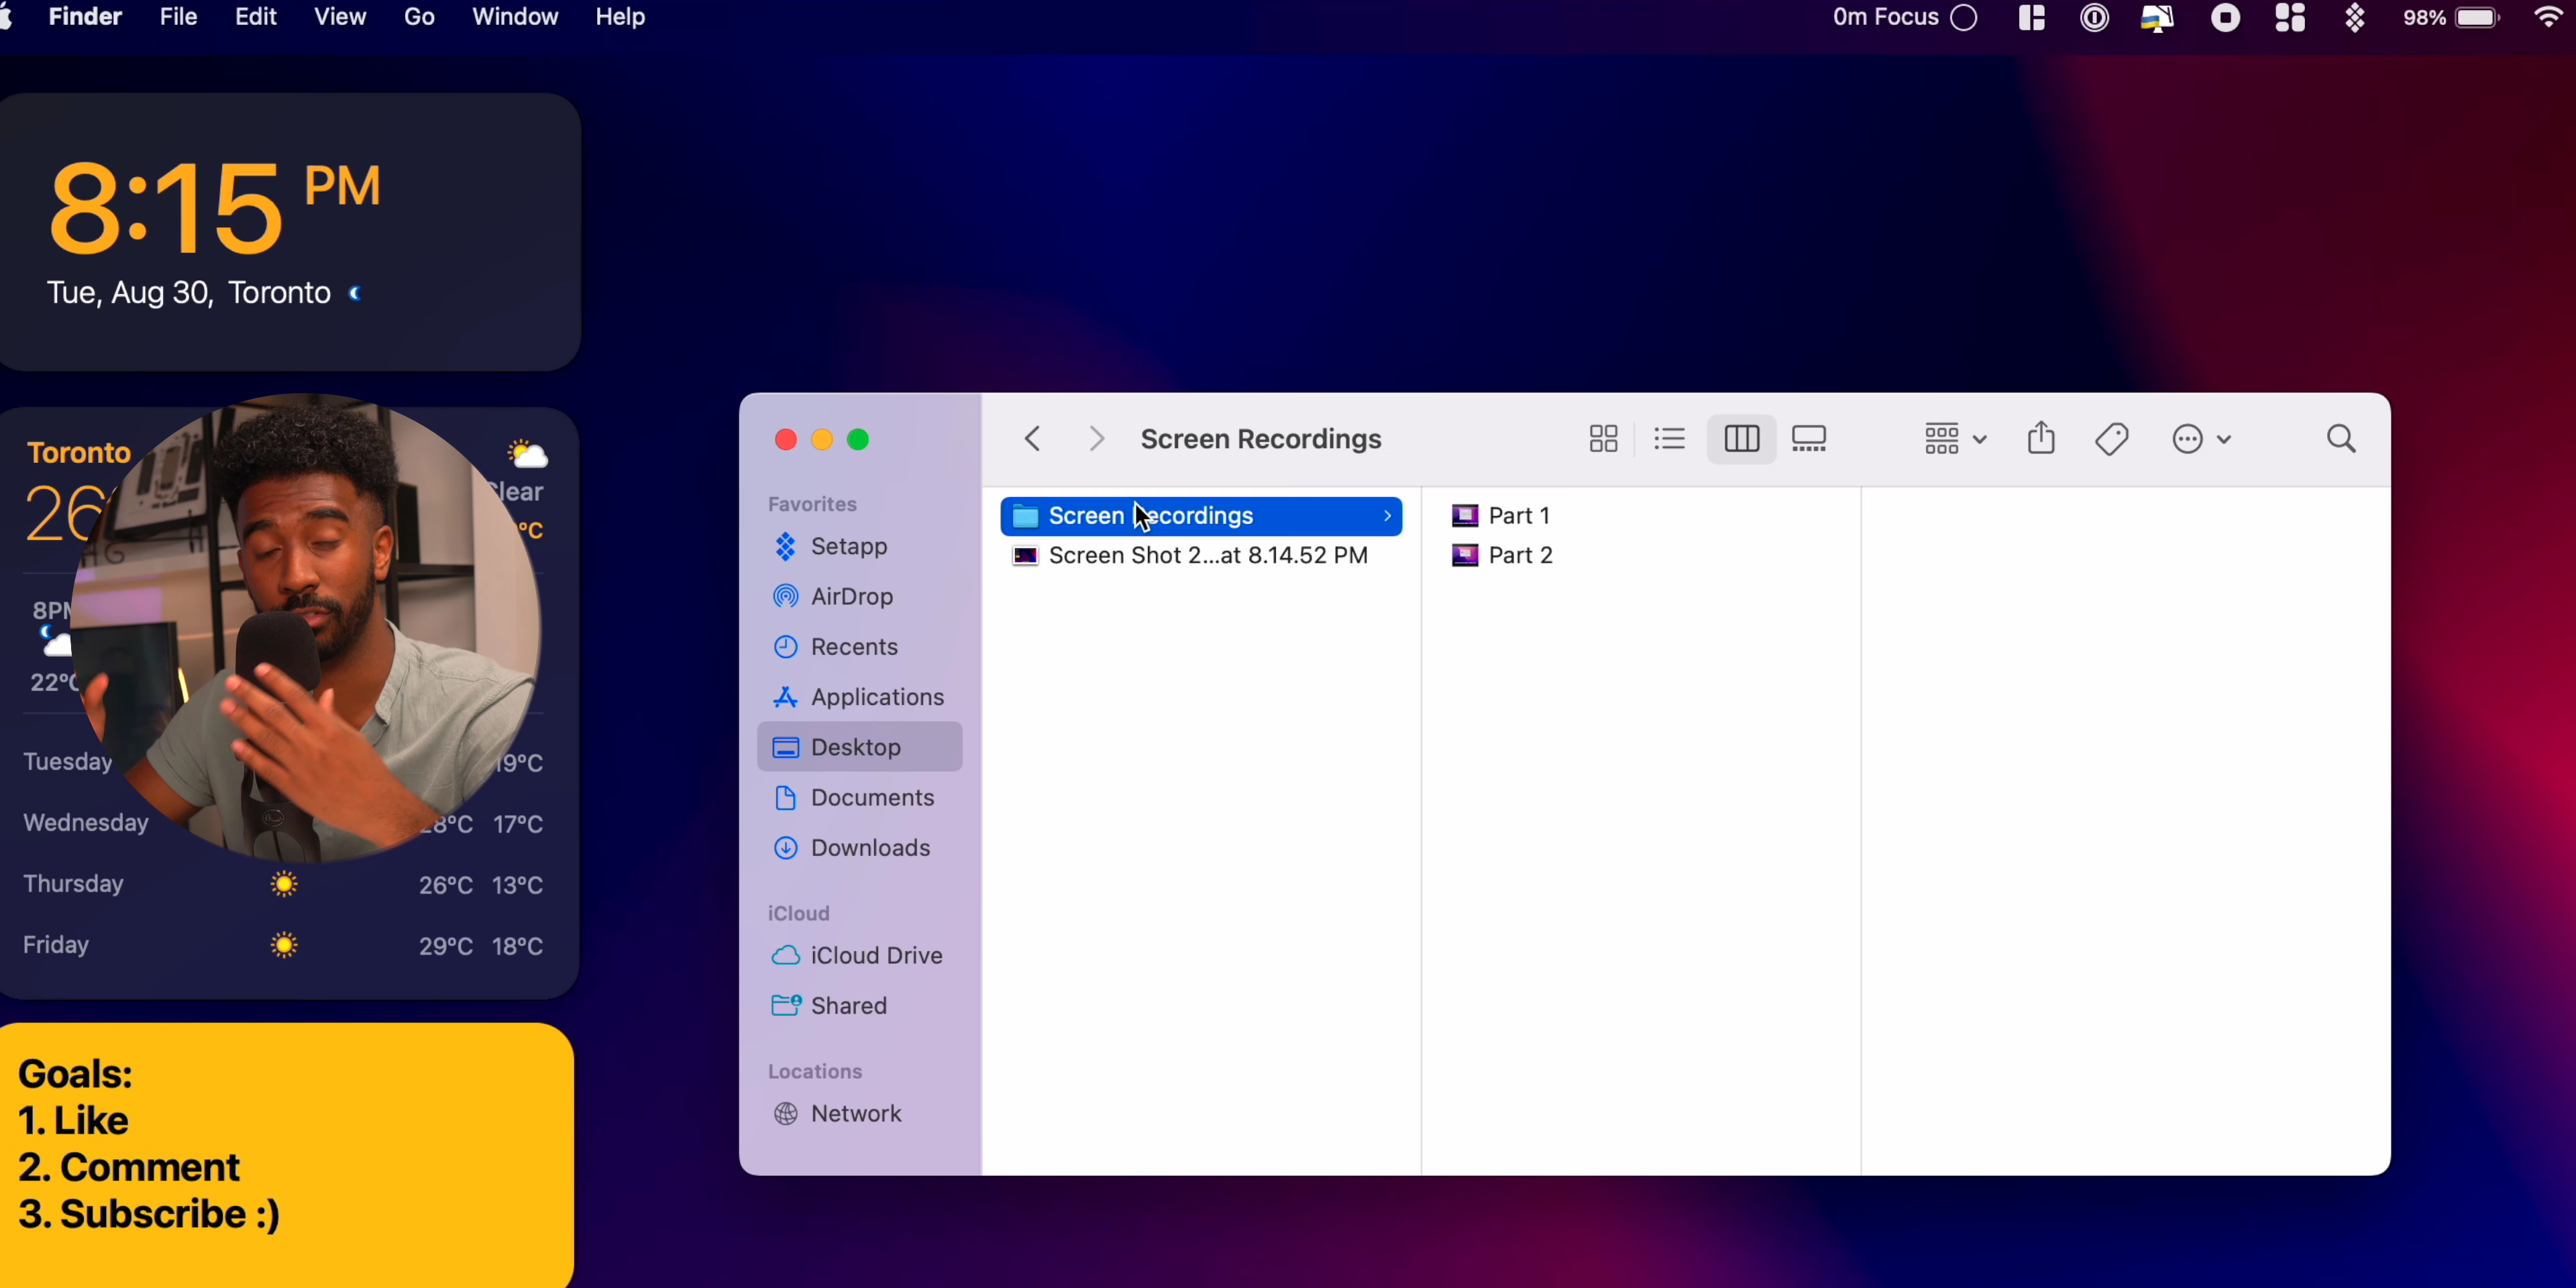 Finder File Edit View Go Window Help
0m Focus 98%
8:15 PM
Tue, Aug 30, Toronto
Toronto
26
Clear
°C
8PM
22°C
Tuesday 19°C
Wednesday 28°C 17°C
Thursday 26°C 13°C
Friday 29°C 18°C
Goals:
1. Like
2. Comment
3. Subscribe :)
Screen Recordings
Favorites
Setapp
AirDrop
Recents
Applications
Desktop
Documents
Downloads
iCloud
iCloud Drive
Shared
Locations
Network
Screen Recordings
Screen Shot 2...at 8.14.52 PM
Part 1
Part 2